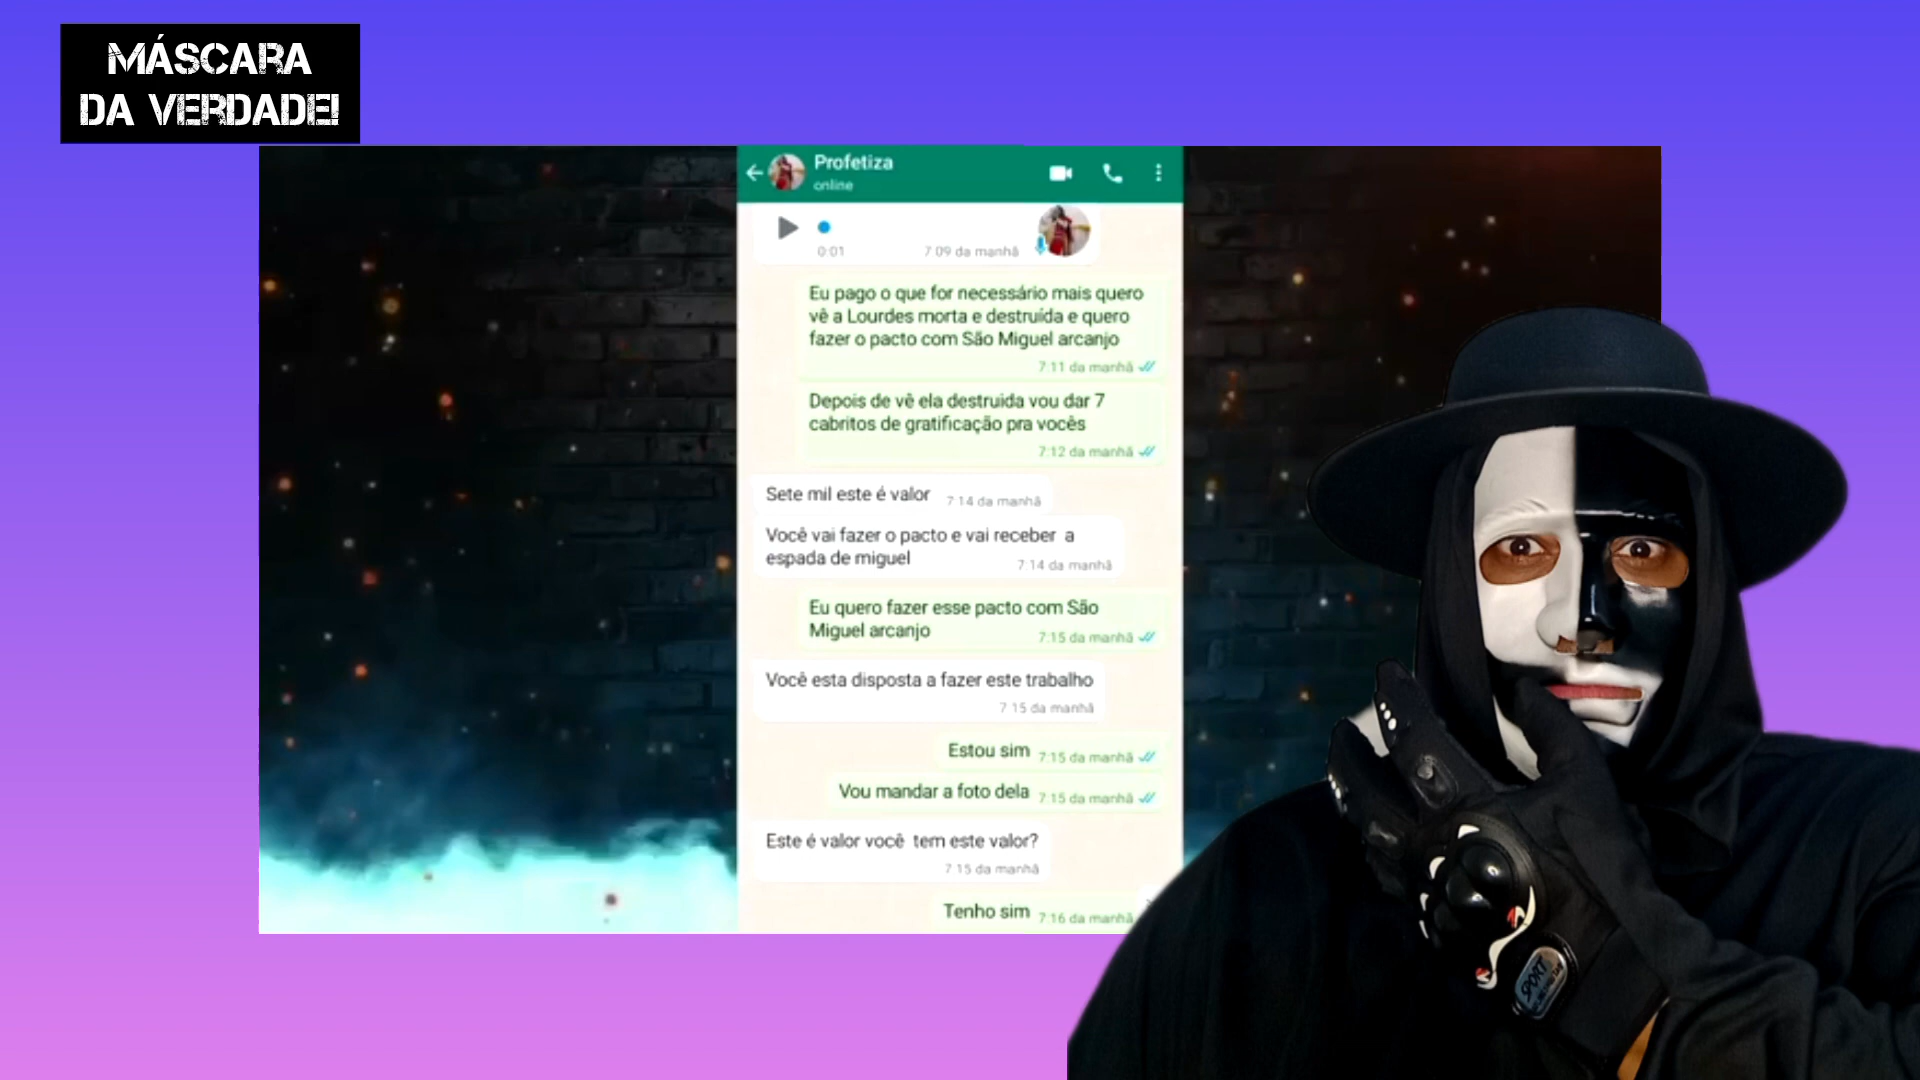 MÁSCARA
DA VERDADE!
Profetiza
online
0:01 7 09 da manhã
Eu pago o que for necessário mais quero
vê a Lourdes morta e destruída e quero
fazer o pacto com São Miguel arcanjo
7:11 da manhã
Depois de vê ela destruida vou dar 7
cabritos de gratificação pra vocês
7:12 da manhã
Sete mil este é valor 7 14 da manhã
Você vai fazer o pacto e vai receber a
espada de miguel 7:14 da manhã
Eu quero fazer esse pacto com São
Miguel arcanjo 7:15 da manhã
Você esta disposta a fazer este trabalho
7 15 da manhã
Estou sim 7:15 da manhã
Vou mandar a foto dela 7:15 da manhã
Este é valor você tem este valor?
7 15 da manhã
Tenho sim 7:16 da manhã
SPORT